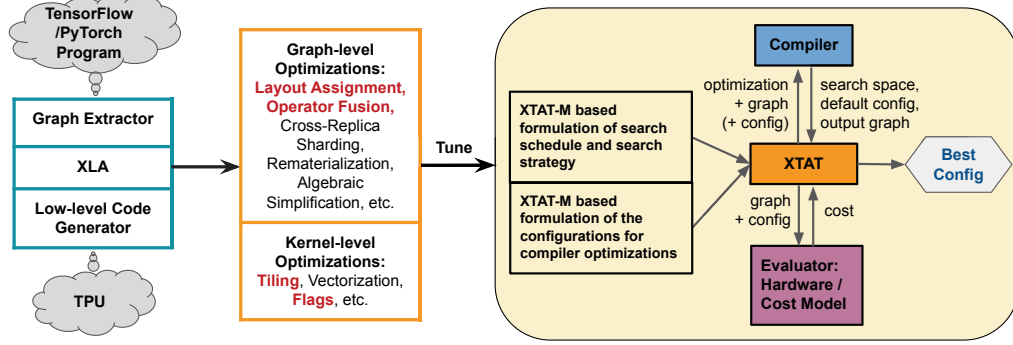 TensorFlow
/PyTorch
Program
Graph Extractor
XLA
Low-level Code
Generator
TPU
Graph-level
Optimizations:
Layout Assignment,
Operator Fusion,
Cross-Replica
Sharding,
Rematerialization,
Algebraic
Simplification, etc.
Kernel-level
Optimizations:
Tiling, Vectorization,
Flags, etc.
Tune
XTAT-M based
formulation of search
schedule and search
strategy
XTAT-M based
formulation of the
configurations for
compiler optimizations
Compiler
optimization
+ graph
(+ config)
search space,
default config,
output graph
XTAT
Best
Config
graph
+ config
cost
Evaluator:
Hardware /
Cost Model